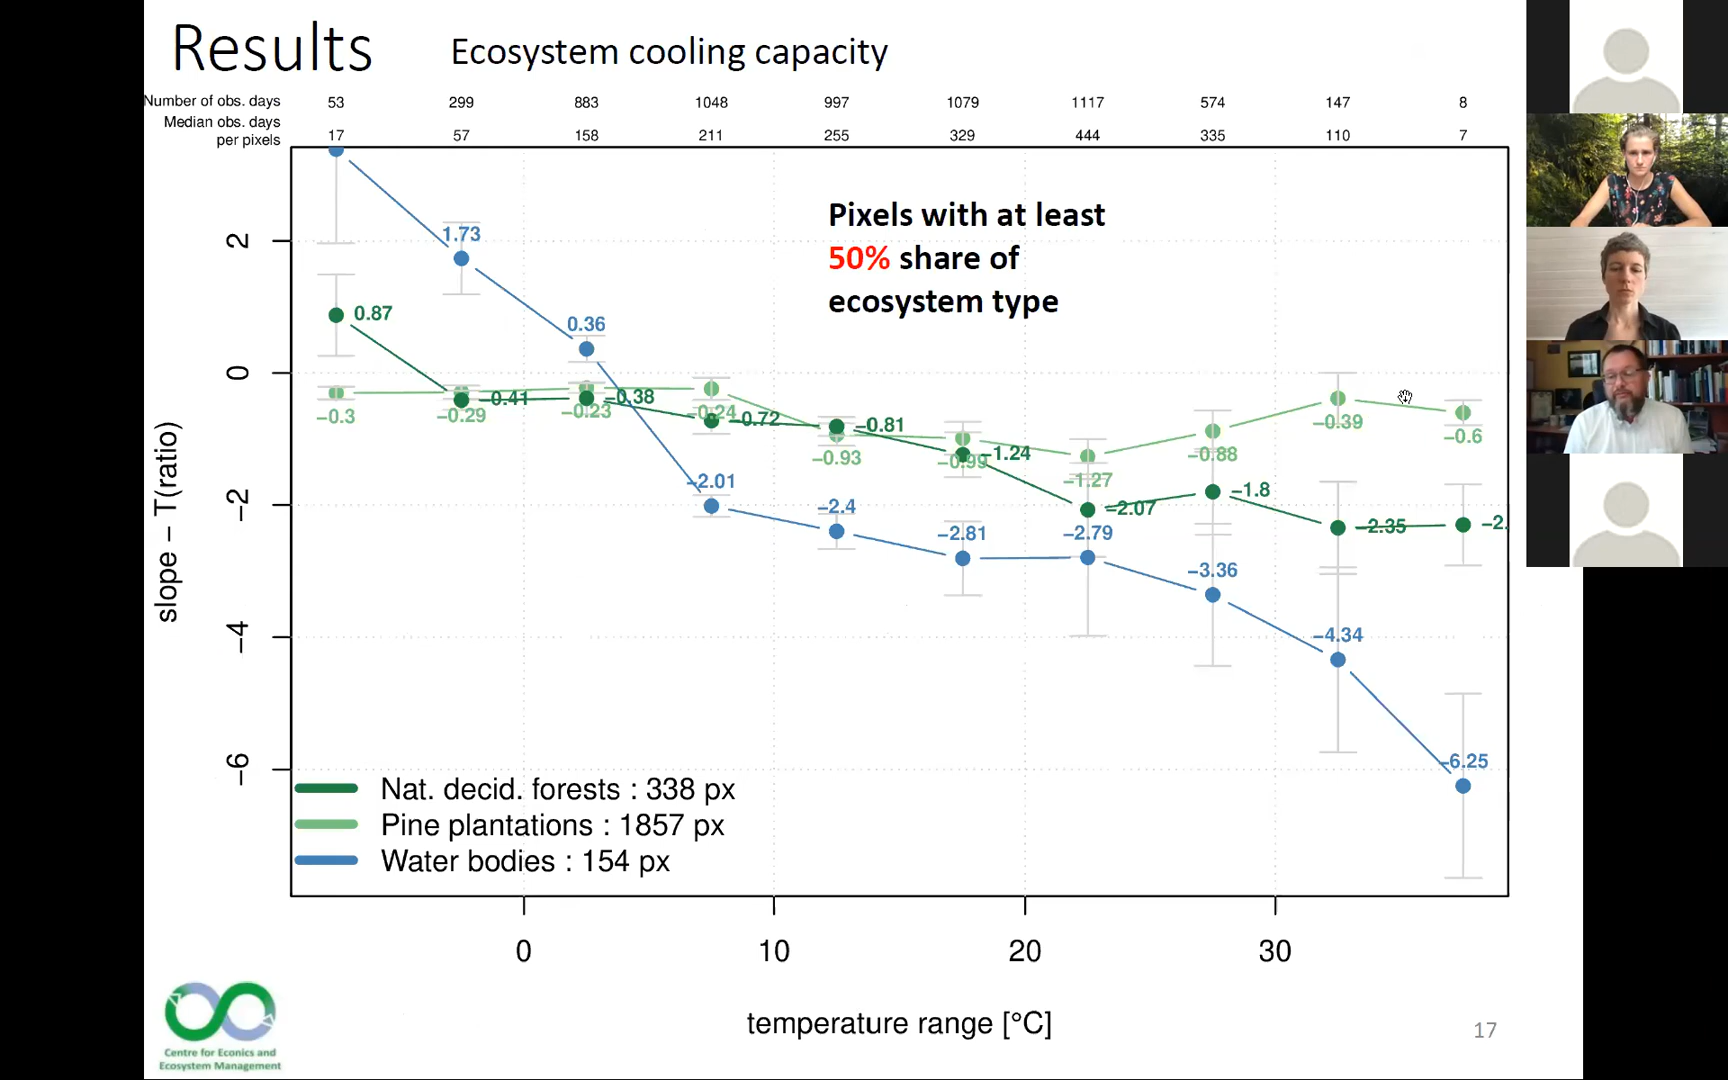 Results
Ecosystem cooling capacity
Number of obs. days 53 299 883 1048 997 1079 1117 574 147 8
Median obs. days
per pixels 17 57 158 211 255 329 444 335 110 7
Pixels with at least
50% share of
ecosystem type
2
0
−2
−4
−6
slope − T(ratio)
1.73
0.36
−2.01
−2.4
−2.81
−2.79
−3.36
−4.34
−6.25
0.87
−0.41
−0.38
−0.72
−0.81
−1.24
−2.07
−1.8
−2.35
−2.
−0.3
−0.29
−0.23
−0.24
−0.93
−0.99
−1.27
−0.88
−0.39
−0.6
Nat. decid. forests : 338 px
Pine plantations : 1857 px
Water bodies : 154 px
0 10 20 30
temperature range [°C]
17
Centre for Econics and
Ecosystem Management